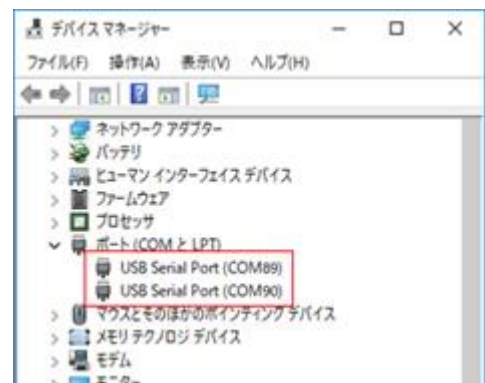 デバイス マネージャー
ファイル(F) 操作(A) 表示(V) ヘルプ(H)
ネットワーク アダプター
バッテリ
ヒューマン インターフェイス デバイス
ファームウェア
プロセッサ
ポート (COM と LPT)
USB Serial Port (COM89)
USB Serial Port (COM90)
マウスとそのほかのポインティング デバイス
メモリ テクノロジ デバイス
モデム
モニター